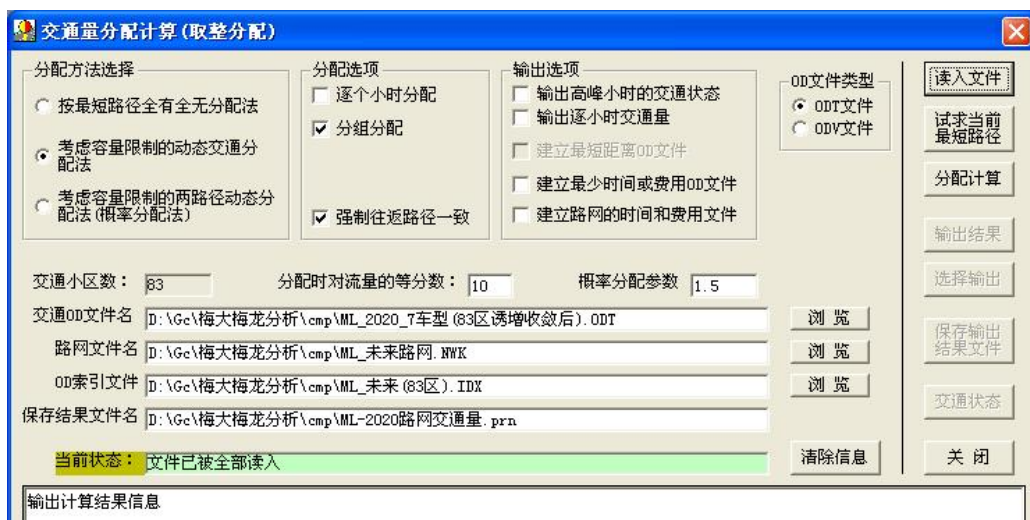 交通量分配计算(取整分配)
分配方法选择
按最短路径全有全无分配法
考虑容量限制的动态交通分
配法
考虑容量限制的两路径动态分
配法(概率分配法)
分配选项
逐个小时分配
分组分配
强制往返路径一致
输出选项
输出高峰小时的交通状态
输出逐小时交通量
建立最短距离OD文件
建立最少时间或费用OD文件
建立路网的时间和费用文件
OD文件类型
ODT文件
ODV文件
读入文件
试求当前
最短路径
分配计算
输出结果
选择输出
保存输出
结果文件
交通状态
关 闭
交通小区数： 83 分配时对流量的等分数： 10 概率分配参数 1.5
交通OD文件名 D:\Gc\梅大梅龙分析\cmp\ML_2020_7车型(83区诱增收敛后).ODT 浏 览
路网文件名 D:\Gc\梅大梅龙分析\cmp\ML_未来路网.NWK 浏 览
OD索引文件 D:\Gc\梅大梅龙分析\cmp\ML_未来(83区).IDX 浏 览
保存结果文件名 D:\Gc\梅大梅龙分析\cmp\ML-2020路网交通量.prn
当前状态： 文件已被全部读入 清除信息
输出计算结果信息